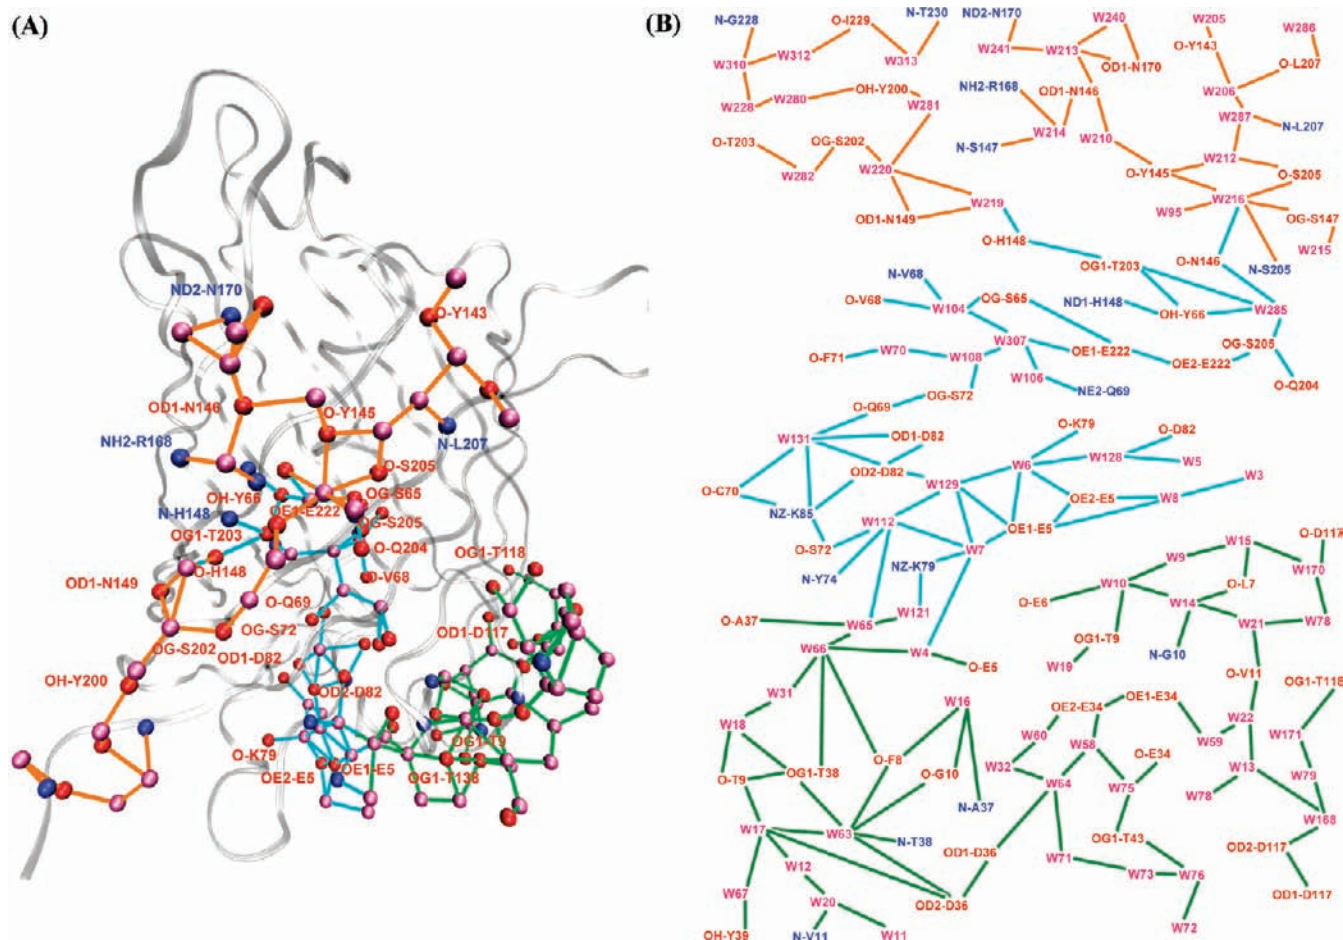 (A)
ND2-N170
O-Y143
OD1-N146
O-Y145
NH2-R168
N-L207
O-S205
OH-Y66
OG-S65
OE1-E222
N-H148
OG-S205
OG1-T203
O-Q204
OG1-T118
O-H148
O-V68
OD1-N149
O-Q69
OG-S72
OD1-D117
OG-S202
OD1-D82
OH-Y200
OD2-D82
OG1-T9
O-K79
OE1-E5
OE2-E5
OG1-T138
(B)
N-G228 O-I229 N-T230 ND2-N170 W240 W205 W286
W310 W312 W313 W241 W213 O-Y143 O-L207
OD1-N170
W228 W280 OH-Y200 W281 NH2-R168 OD1-N146 W206
W287
O-T203 OG-S202 N-S147 W214 W210 N-L207
W282 W220 O-Y145 W212 O-S205
W219 W95 W216
OD1-N149 OG-S147
O-H148 W215
OG1-T203 O-N146 N-S205
N-V68
O-V68 W104 OG-S65 ND1-H148 OH-Y66 W285
O-F71 W70 W108 W307 OE1-E222 OE2-E222 OG-S205
W106 NE2-Q69 O-Q204
O-Q69 OG-S72
W131 OD1-D82 O-K79 O-D82
OD2-D82 W129 W6 W128 W5
O-C70 W3
NZ-K85 OE2-E5 W8
W112 OE1-E5
O-S72 W7 W15 O-D117
N-Y74 NZ-K79 W9 W170
W10 O-L7
O-E6 W14
O-A37 W65 W121 W21 W78
W66 W4 OG1-T9 N-G10
O-E5 W19 O-V11
W31 OG1-T118
W18 W16 OE2-E34 OE1-E34 W22
W60 W58 W59 W171
O-T9 OG1-T38 O-F8 O-G10 W32 O-E34 W13 W79
W64 W75 W78
N-A37
W17 W63 N-T38 OG1-T43 W168
OD1-D36 OD2-D117
W12 W71
W67 W73 W76 OD1-D117
W20 OD2-D36
OH-Y39 N-V11 W11 W72